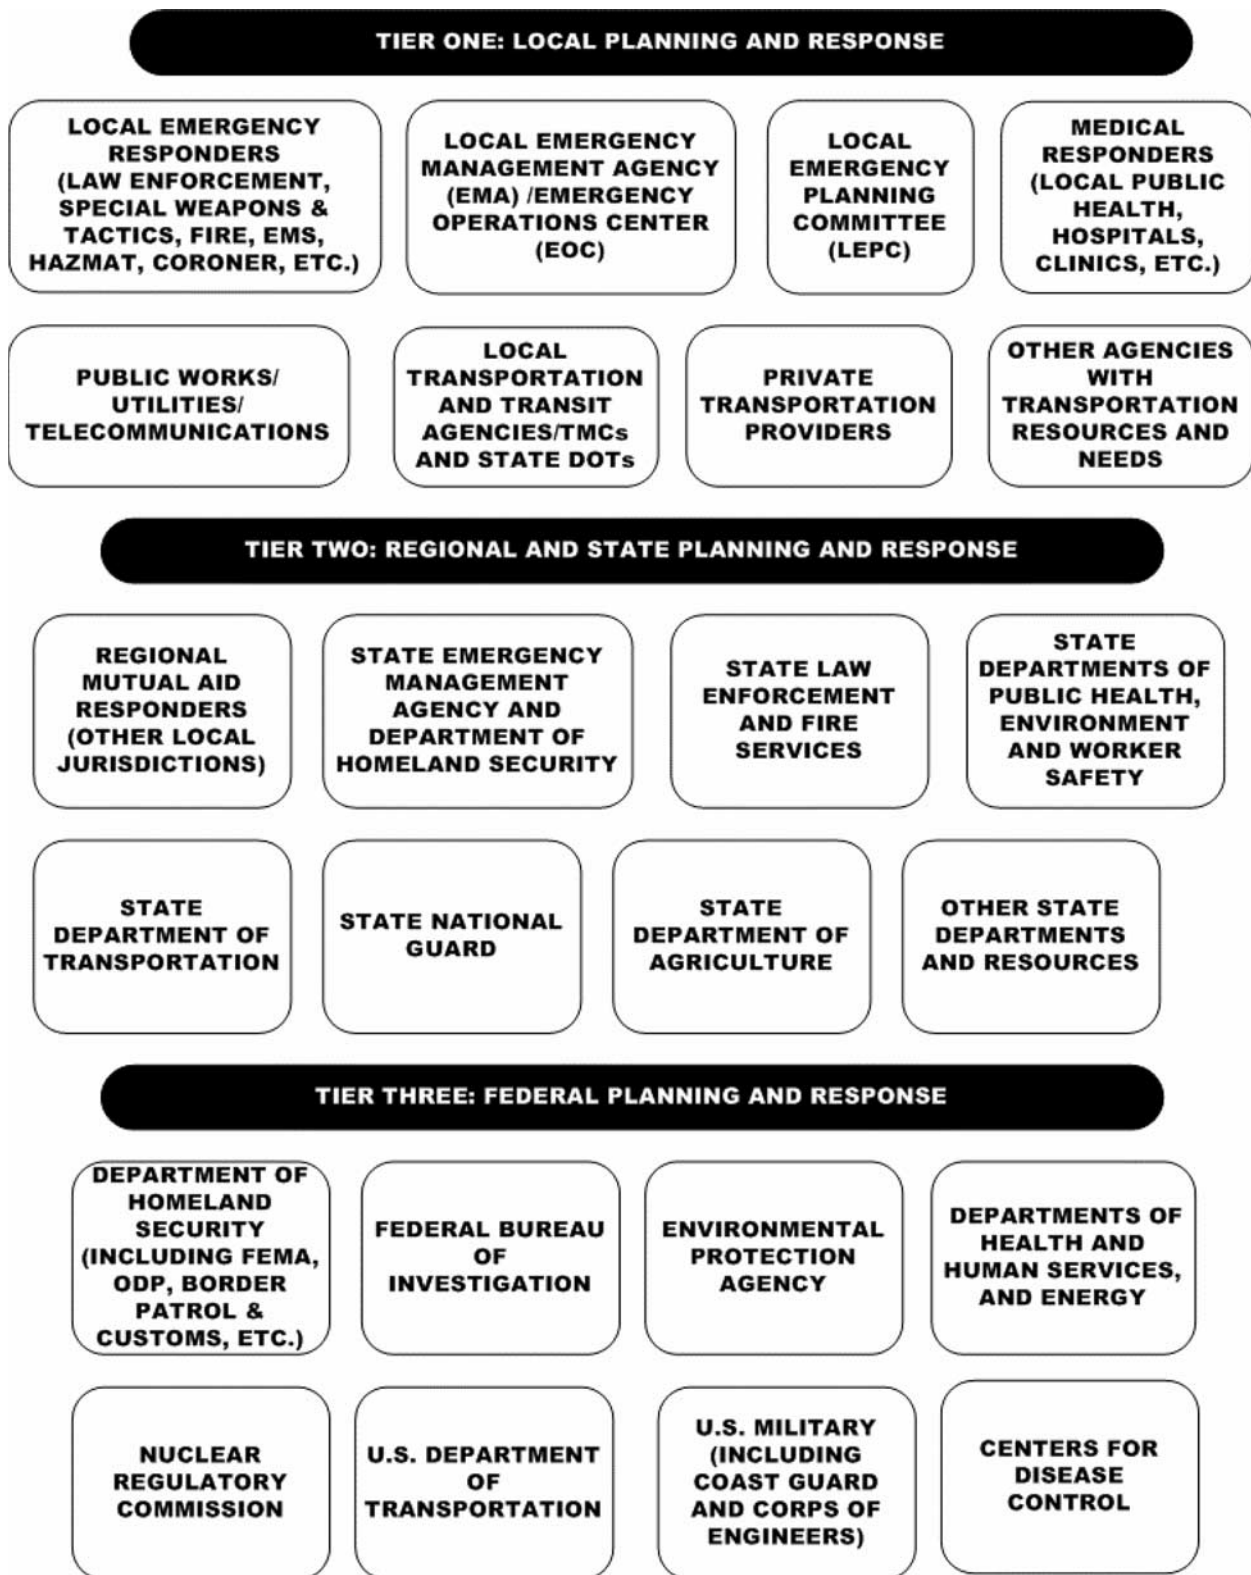 TIER ONE: LOCAL PLANNING AND RESPONSE
LOCAL EMERGENCY
RESPONDERS
(LAW ENFORCEMENT,
SPECIAL WEAPONS &
TACTICS, FIRE, EMS,
HAZMAT, CORONER, ETC.)
LOCAL EMERGENCY
MANAGEMENT AGENCY
(EMA) /EMERGENCY
OPERATIONS CENTER
(EOC)
LOCAL
EMERGENCY
PLANNING
COMMITTEE
(LEPC)
MEDICAL
RESPONDERS
(LOCAL PUBLIC
HEALTH,
HOSPITALS,
CLINICS, ETC.)
PUBLIC WORKS/
UTILITIES/
TELECOMMUNICATIONS
LOCAL
TRANSPORTATION
AND TRANSIT
AGENCIES/TMCs
AND STATE DOTs
PRIVATE
TRANSPORTATION
PROVIDERS
OTHER AGENCIES
WITH
TRANSPORTATION
RESOURCES AND
NEEDS
TIER TWO: REGIONAL AND STATE PLANNING AND RESPONSE
REGIONAL
MUTUAL AID
RESPONDERS
(OTHER LOCAL
JURISDICTIONS)
STATE EMERGENCY
MANAGEMENT
AGENCY AND
DEPARTMENT OF
HOMELAND SECURITY
STATE LAW
ENFORCEMENT
AND FIRE
SERVICES
STATE
DEPARTMENTS OF
PUBLIC HEALTH,
ENVIRONMENT
AND WORKER
SAFETY
STATE
DEPARTMENT OF
TRANSPORTATION
STATE NATIONAL
GUARD
STATE
DEPARTMENT OF
AGRICULTURE
OTHER STATE
DEPARTMENTS
AND RESOURCES
TIER THREE: FEDERAL PLANNING AND RESPONSE
DEPARTMENT OF
HOMELAND
SECURITY
(INCLUDING FEMA,
ODP, BORDER
PATROL &
CUSTOMS, ETC.)
FEDERAL BUREAU
OF
INVESTIGATION
ENVIRONMENTAL
PROTECTION
AGENCY
DEPARTMENTS OF
HEALTH AND
HUMAN SERVICES,
AND ENERGY
NUCLEAR
REGULATORY
COMMISSION
U.S. DEPARTMENT
OF
TRANSPORTATION
U.S. MILITARY
(INCLUDING
COAST GUARD
AND CORPS OF
ENGINEERS)
CENTERS FOR
DISEASE
CONTROL